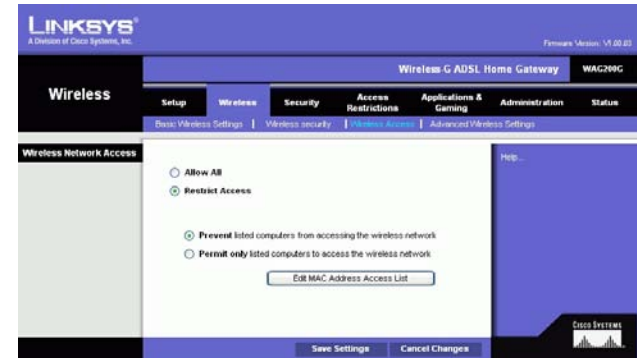 LINKSYS®
A Division of Cisco Systems, Inc.
Firmware Version: V1.00.03
Wireless-G ADSL Home Gateway WAG200G
Wireless
Setup Wireless Security Access Restrictions Applications & Gaming Administration Status
Basic Wireless Settings | Wireless security | Wireless Access | Advanced Wireless Settings
Wireless Network Access
Help...
Allow All
Restrict Access
Prevent listed computers from accessing the wireless network
Permit only listed computers to access the wireless network
Edit MAC Address Access List
CISCO SYSTEMS
Save Settings Cancel Changes